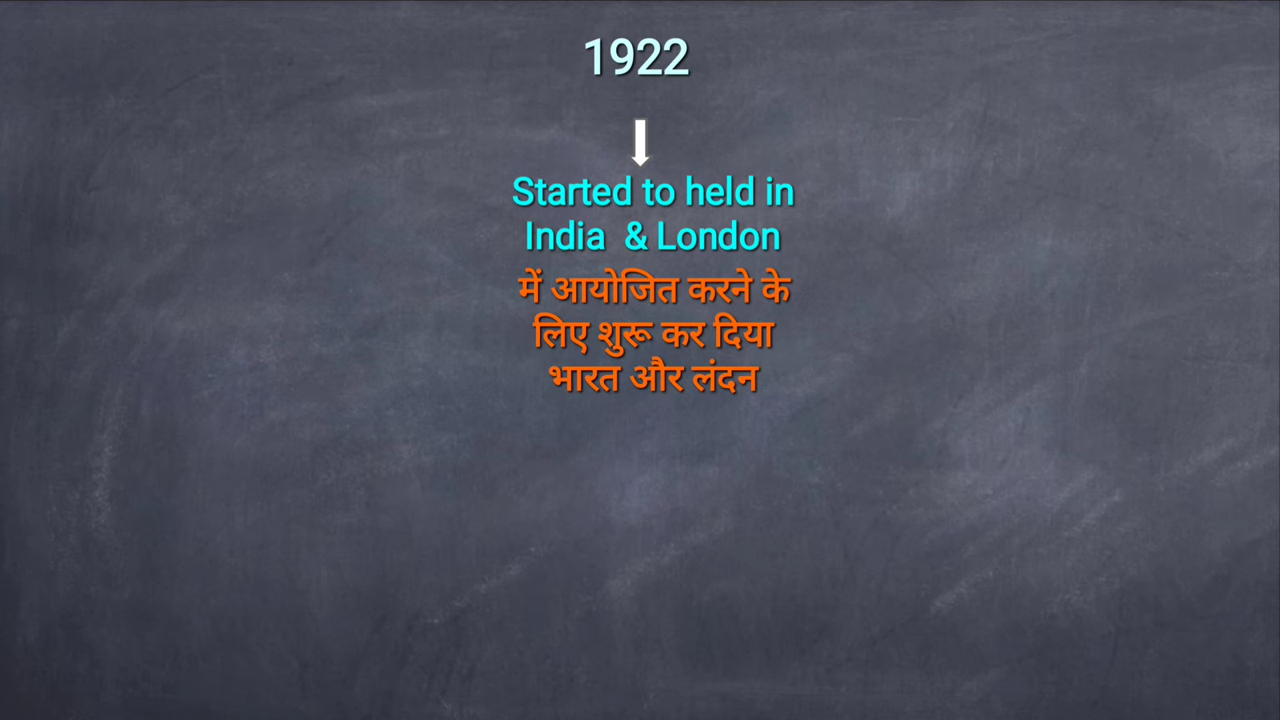 1922
Started to held in
India & London
में आयोजित करने के
लिए शुरू कर दिया
भारत और लंदन